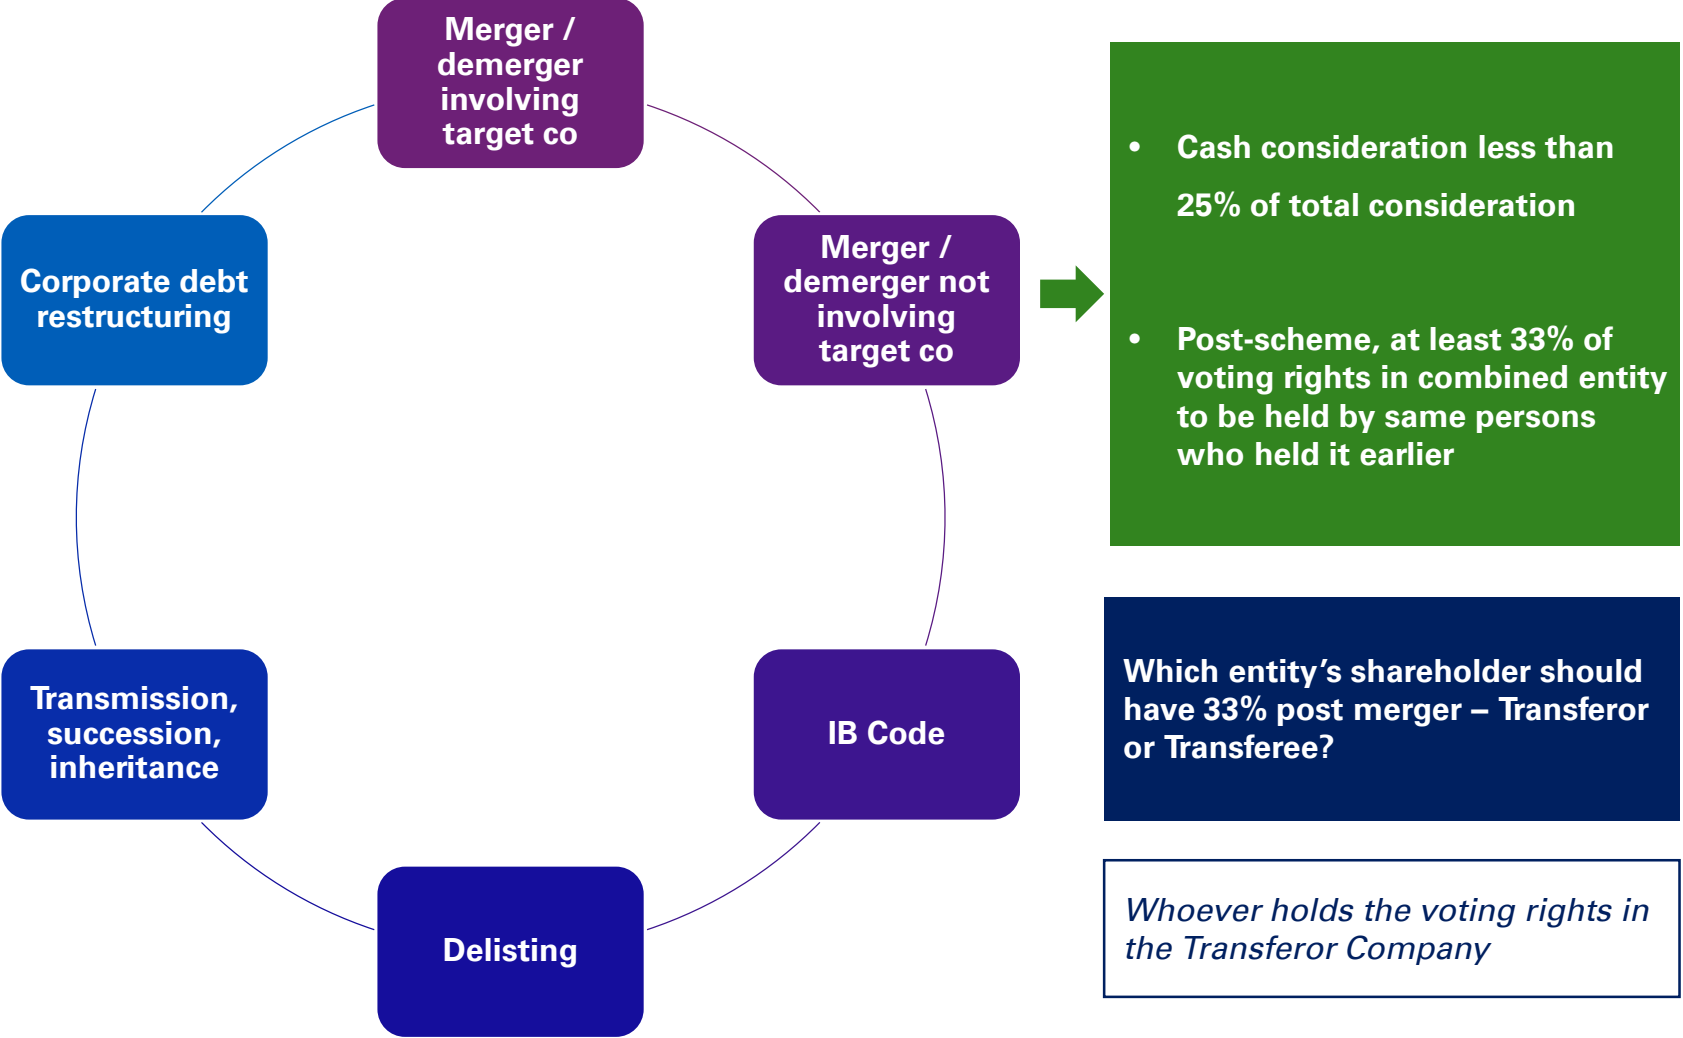 Merger /
demerger
involving
target co
Merger /
demerger not
involving
target co
IB Code
Delisting
Transmission,
succession,
inheritance
Corporate debt
restructuring
• Cash consideration less than
25% of total consideration
• Post-scheme, at least 33% of
voting rights in combined entity
to be held by same persons
who held it earlier
Which entity’s shareholder should
have 33% post merger – Transferor
or Transferee?
Whoever holds the voting rights in
the Transferor Company